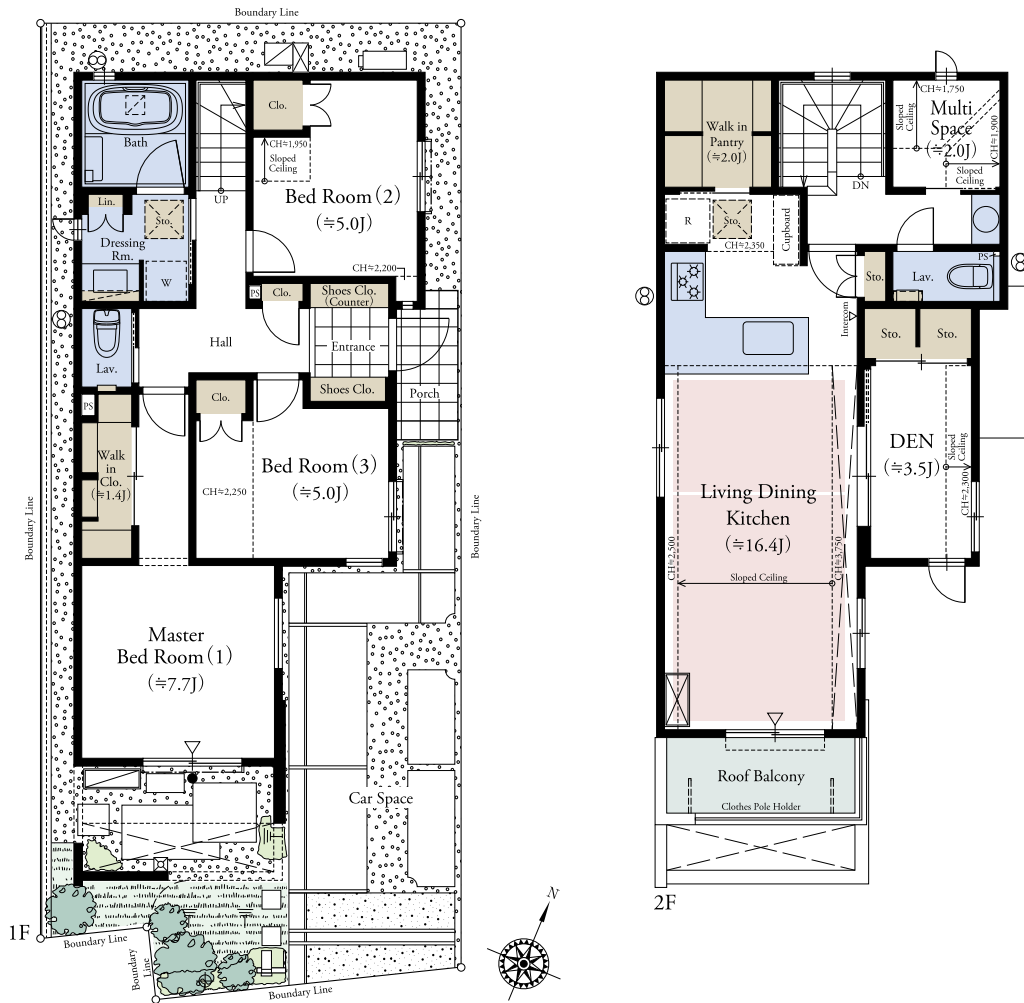 Boundary Line
Clo.
Bath
CH≒1,950
Sloped
Ceiling
Bed Room（2）
（≒5.0J）
UP
Lin.
Sto.
Dressing
Rm.
W
CH≒2,200
PS
Clo.
Shoes Clo.
(Counter)
Hall
Entrance
Lav.
Shoes Clo.
Porch
PS
Clo.
Walk
in
Clo.
（≒1.4J）
Bed Room（3）
（≒5.0J）
CH≒2,250
Boundary Line
Boundary Line
Master
Bed Room（1）
（≒7.7J）
Car Space
1F
Boundary Line
Boundary
Line
Boundary Line
N
CH≒1,750
Sloped
Ceiling
Multi
Space
（≒2.0J）
CH≒1,900
Sloped
Ceiling
Walk in
Pantry
（≒2.0J）
DN
R
Sto.
Cupboard
CH≒2,350
PS
Sto.
Lav.
Intercom
Sto.
Sto.
DEN
（≒3.5J）
Sloped
Ceiling
CH≒2,300
Living Dining
Kitchen
（≒16.4J）
CH≒2,500
CH≒3,750
Sloped Ceiling
Roof Balcony
Clothes Pole Holder
2F